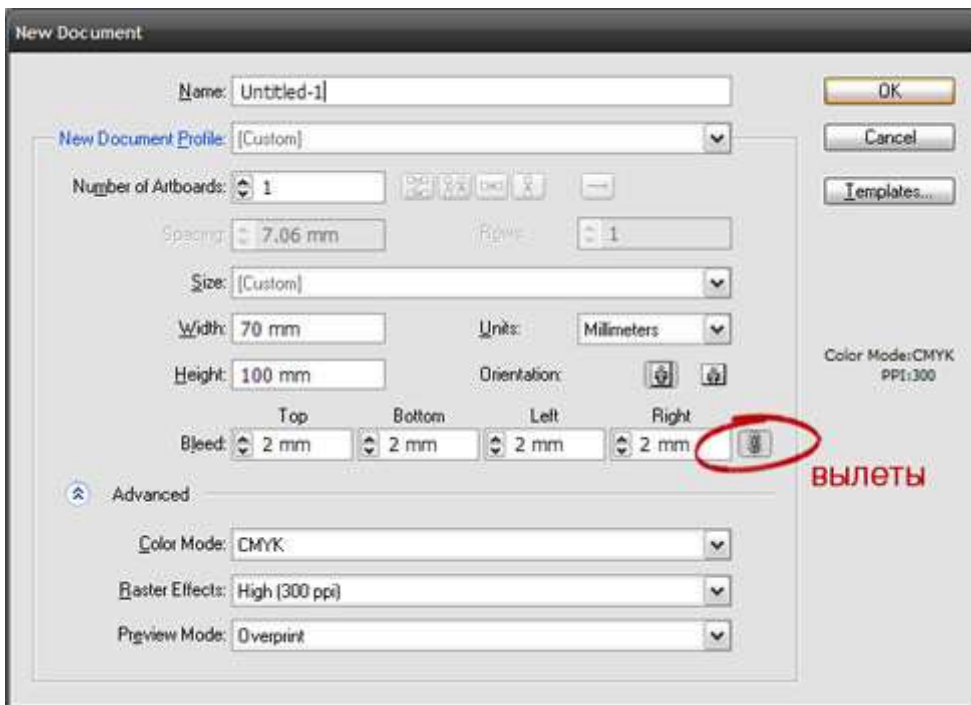 New Document
Name: Untitled-1
OK
New Document Profile: [Custom]
Cancel
Number of Artboards: 1
Templates...
Spacing: 7.06 mm Rows: 1
Size: [Custom]
Width: 70 mm Units: Millimeters
Height: 100 mm Orientation:
Color Mode:CMYK
PPI:300
Top Bottom Left Right
Bleed: 2 mm 2 mm 2 mm 2 mm
вылеты
Advanced
Color Mode: CMYK
Raster Effects: High (300 ppi)
Preview Mode: Overprint